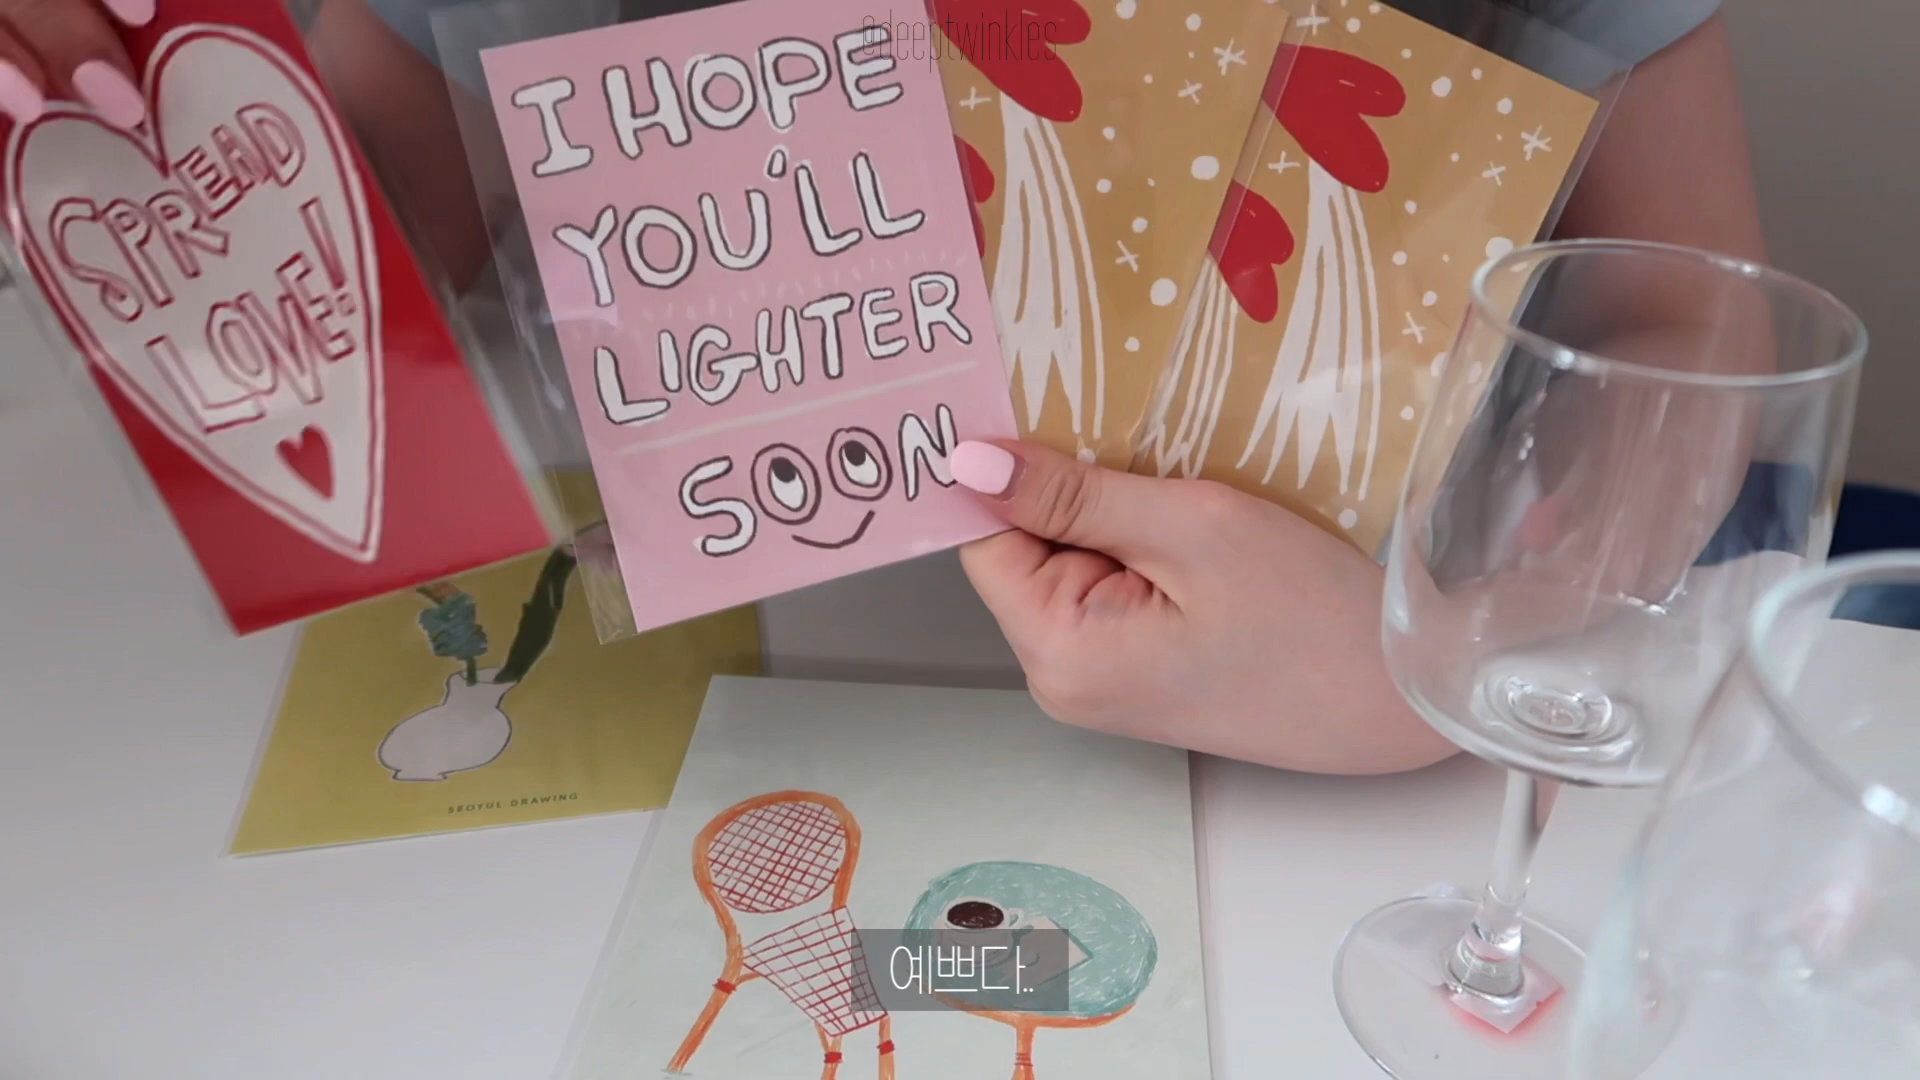 @deeptwinkles
SPREAD
LOVE!
I HOPE
YOU'LL
LIGHTER
SOON
SEOYUL DRAWING
예쁘다..